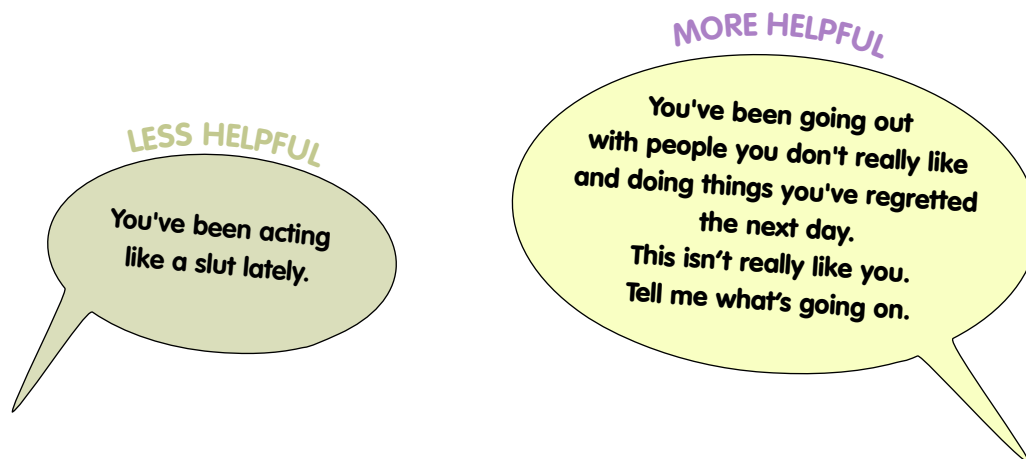 LESS HELPFUL
You've been acting
like a slut lately.
MORE HELPFUL
You've been going out
with people you don't really like
and doing things you've regretted
the next day.
This isn’t really like you.
Tell me what’s going on.